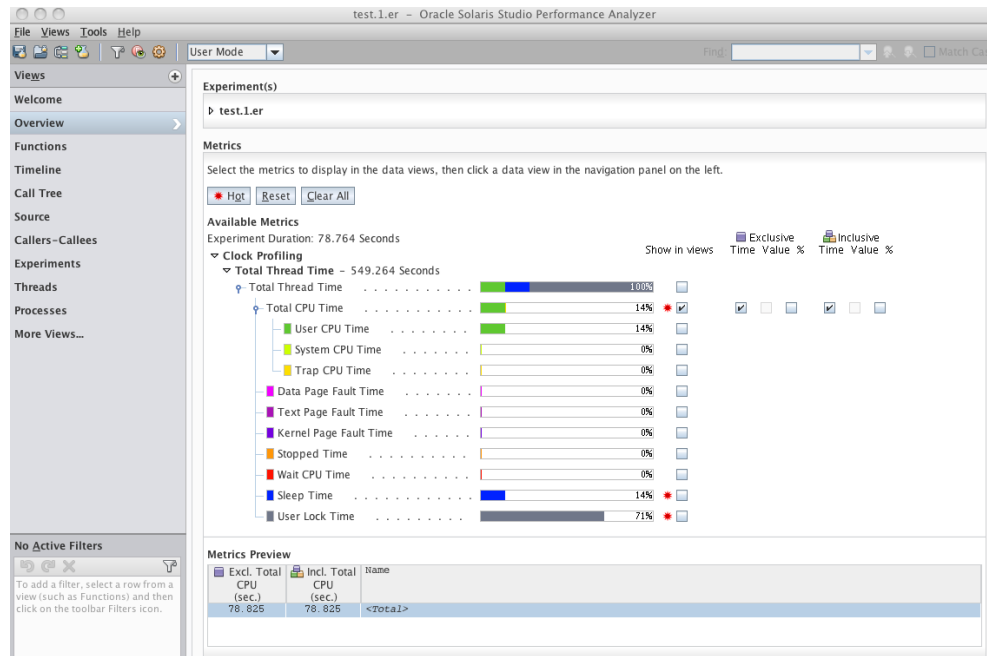 test.1.er – Oracle Solaris Studio Performance Analyzer
File Views Tools Help
User Mode
Find:
Match Ca
Views
Welcome
Overview
Functions
Timeline
Call Tree
Source
Callers-Callees
Experiments
Threads
Processes
More Views...
No Active Filters
To add a filter, select a row from a
view (such as Functions) and then
click on the toolbar Filters icon.
Experiment(s)
test.1.er
Metrics
Select the metrics to display in the data views, then click a data view in the navigation panel on the left.
Hot Reset Clear All
Available Metrics
Experiment Duration: 78.764 Seconds
Exclusive Inclusive
Show in views Time Value % Time Value %
Clock Profiling
Total Thread Time – 549.264 Seconds
Total Thread Time . . . . . . . . . . . 100%
Total CPU Time . . . . . . . . . . . 14%
User CPU Time . . . . . . . . 14%
System CPU Time . . . . . . . 0%
Trap CPU Time . . . . . . . . 0%
Data Page Fault Time . . . . . . . 0%
Text Page Fault Time . . . . . . . 0%
Kernel Page Fault Time . . . . . . 0%
Stopped Time . . . . . . . . . . 0%
Wait CPU Time . . . . . . . . . . 0%
Sleep Time . . . . . . . . . . . . 14%
User Lock Time . . . . . . . . . 71%
Metrics Preview
Excl. Total Incl. Total Name
CPU CPU
(sec.) (sec.)
78.825 78.825 <Total>